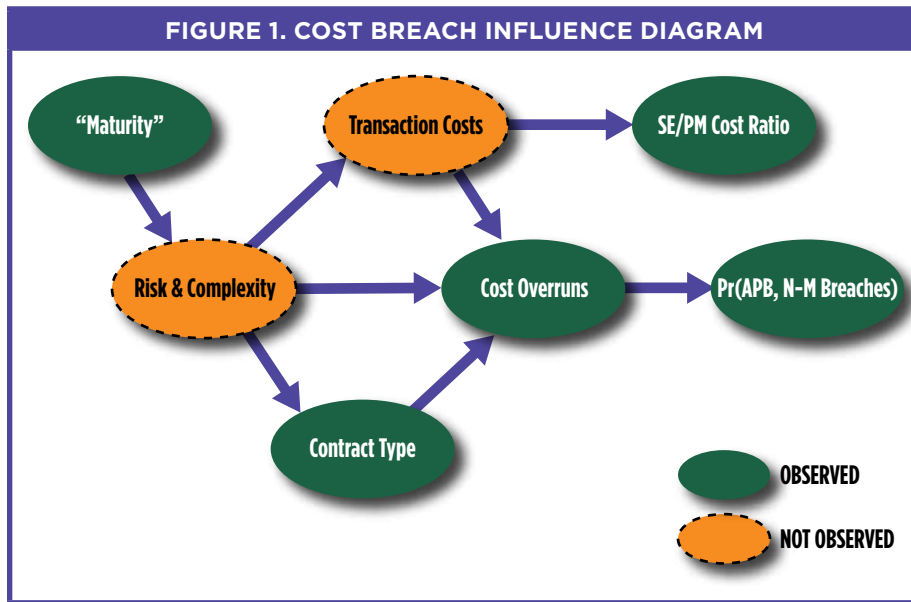 FIGURE 1. COST BREACH INFLUENCE DIAGRAM
“Maturity”
Transaction Costs
SE/PM Cost Ratio
Risk & Complexity
Cost Overruns
Pr(APB, N-M Breaches)
Contract Type
OBSERVED
NOT OBSERVED